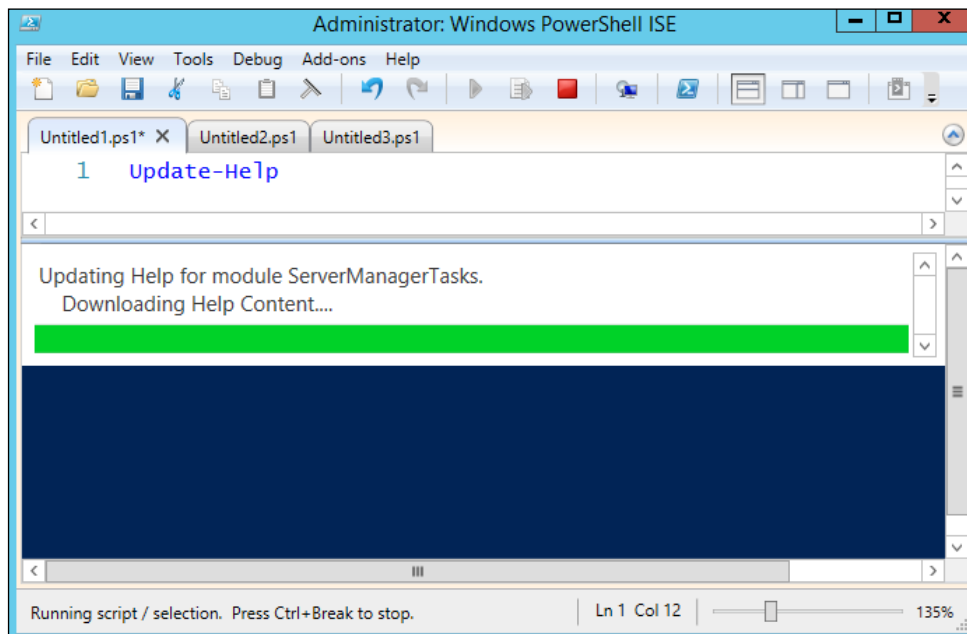 Administrator: Windows PowerShell ISE
File Edit View Tools Debug Add-ons Help
Untitled1.ps1* X Untitled2.ps1 Untitled3.ps1
1 Update-Help
Updating Help for module ServerManagerTasks.
Downloading Help Content....
Running script / selection. Press Ctrl+Break to stop. Ln 1 Col 12 135%